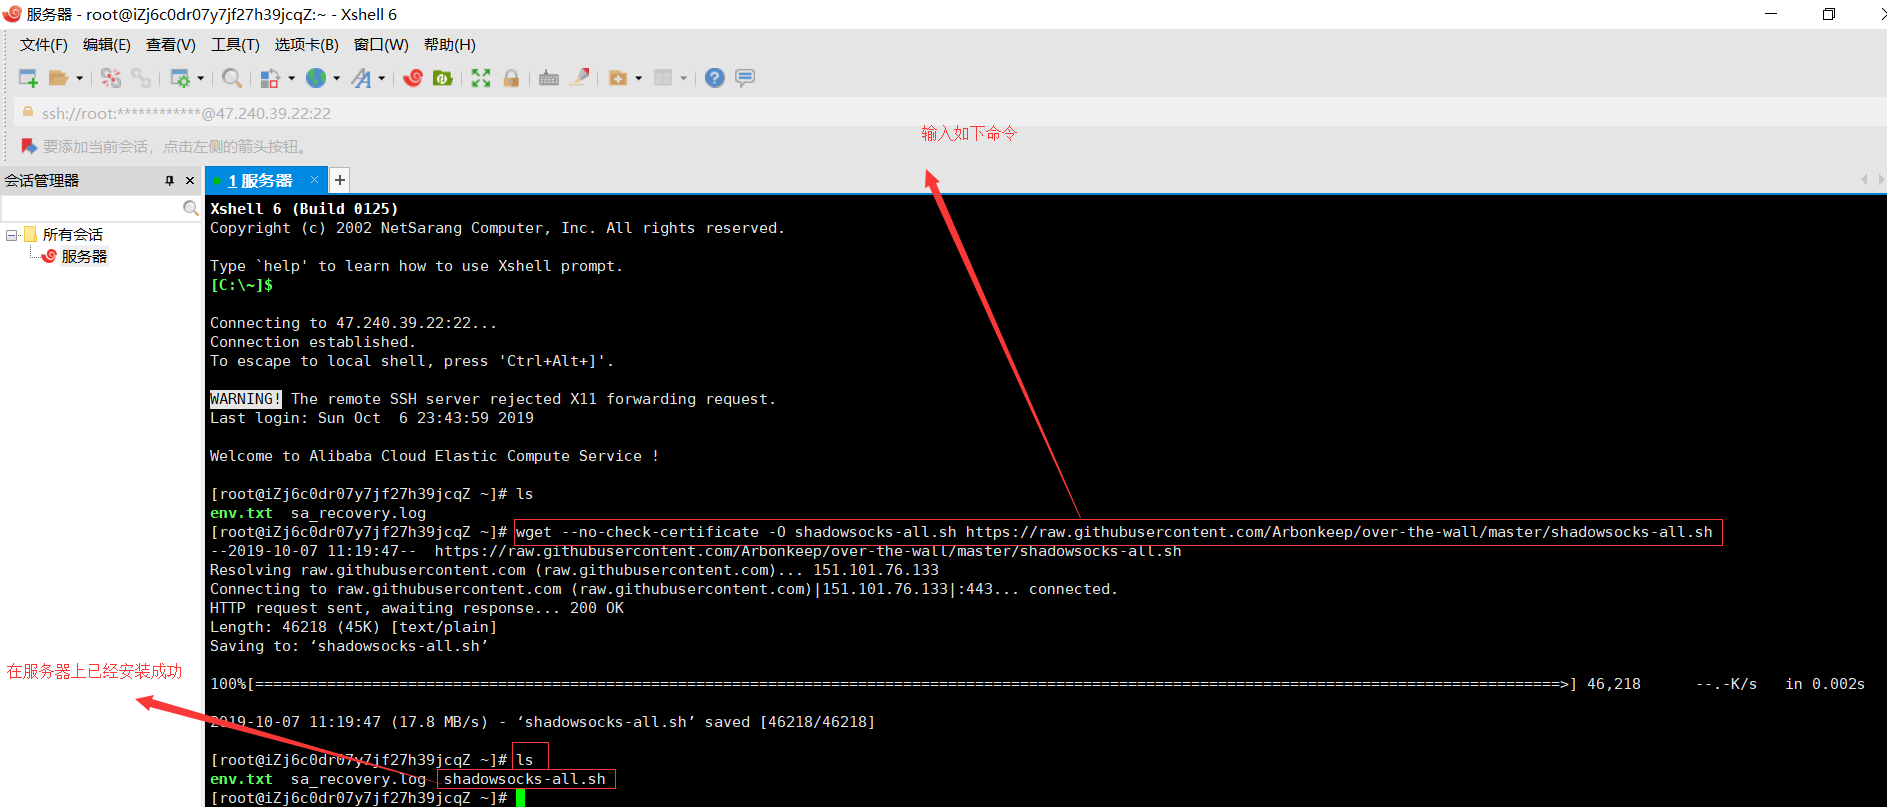 服务器 - root@iZj6c0dr07y7jf27h39jcqZ:~ - Xshell 6
文件(F) 编辑(E) 查看(V) 工具(T) 选项卡(B) 窗口(W) 帮助(H)
ssh://root:************@47.240.39.22:22
输入如下命令
要添加当前会话，点击左侧的箭头按钮。
会话管理器
1 服务器
所有会话
服务器
Xshell 6 (Build 0125)
Copyright (c) 2002 NetSarang Computer, Inc. All rights reserved.
Type `help' to learn how to use Xshell prompt.
[C:\~]$
Connecting to 47.240.39.22:22...
Connection established.
To escape to local shell, press 'Ctrl+Alt+]'.
WARNING! The remote SSH server rejected X11 forwarding request.
Last login: Sun Oct  6 23:43:59 2019
Welcome to Alibaba Cloud Elastic Compute Service !
[root@iZj6c0dr07y7jf27h39jcqZ ~]# ls
env.txt  sa_recovery.log
[root@iZj6c0dr07y7jf27h39jcqZ ~]# wget --no-check-certificate -O shadowsocks-all.sh https://raw.githubusercontent.com/Arbonkeep/over-the-wall/master/shadowsocks-all.sh
--2019-10-07 11:19:47--  https://raw.githubusercontent.com/Arbonkeep/over-the-wall/master/shadowsocks-all.sh
Resolving raw.githubusercontent.com (raw.githubusercontent.com)... 151.101.76.133
Connecting to raw.githubusercontent.com (raw.githubusercontent.com)|151.101.76.133|:443... connected.
HTTP request sent, awaiting response... 200 OK
Length: 46218 (45K) [text/plain]
Saving to: ‘shadowsocks-all.sh’
在服务器上已经安装成功
100%[=================================================================================================================================================>] 46,218      --.-K/s   in 0.002s
2019-10-07 11:19:47 (17.8 MB/s) - ‘shadowsocks-all.sh’ saved [46218/46218]
[root@iZj6c0dr07y7jf27h39jcqZ ~]# ls
env.txt  sa_recovery.log  shadowsocks-all.sh
[root@iZj6c0dr07y7jf27h39jcqZ ~]#